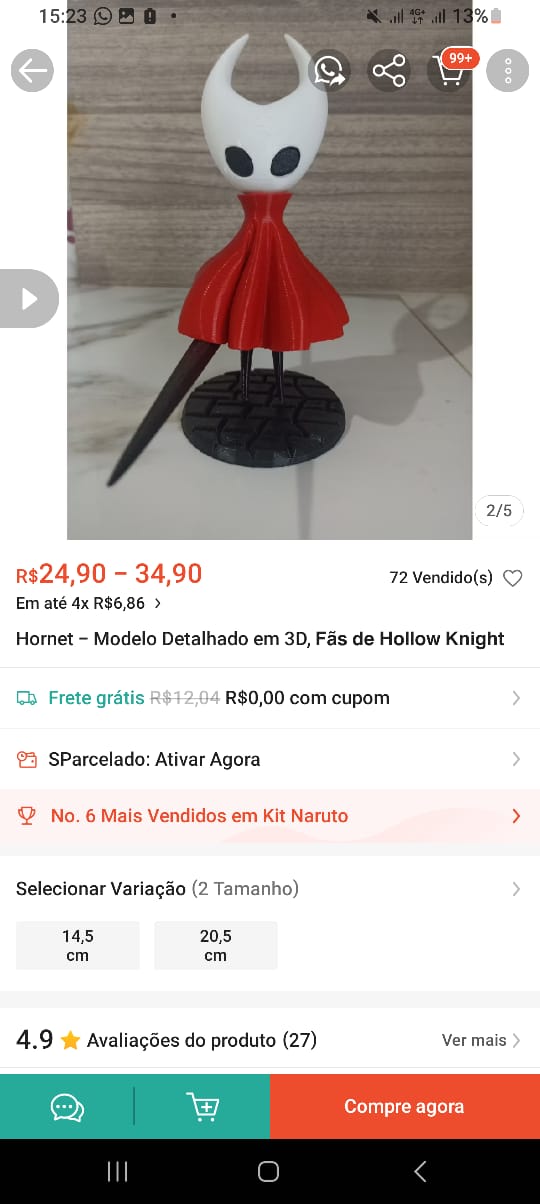 15:23
4G+
13%
99+
2/5
R$24,90 – 34,90
72 Vendido(s)
Em até 4x R$6,86 >
Hornet – Modelo Detalhado em 3D, Fãs de Hollow Knight
Frete grátis R$12,04 R$0,00 com cupom
SParcelado: Ativar Agora
No. 6 Mais Vendidos em Kit Naruto
Selecionar Variação (2 Tamanho)
14,5
cm
20,5
cm
4.9 Avaliações do produto (27)
Ver mais
Compre agora